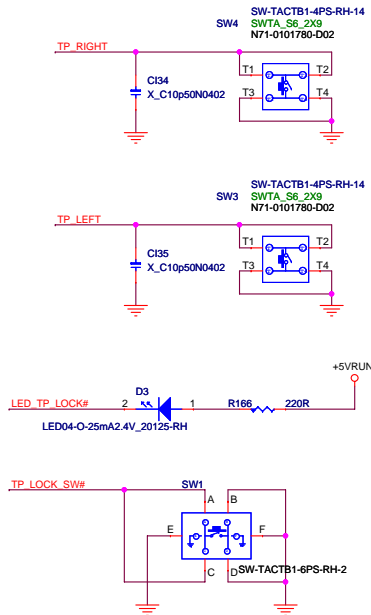 SW-TACTB1-4PS-RH-14
SW4 SWTA_S6_2X9
N71-0101780-D02
TP_RIGHT
T1 T2
CI34
T3 T4
X_C10p50N0402
SW-TACTB1-4PS-RH-14
SW3 SWTA_S6_2X9
N71-0101780-D02
TP_LEFT
T1 T2
CI35
T3 T4
X_C10p50N0402
+5VRUN
D3
LED_TP_LOCK# 2 1 R166 220R
LED04-O-25mA2.4V_20125-RH
TP_LOCK_SW# SW1
A B
E F
C D SW-TACTB1-6PS-RH-2